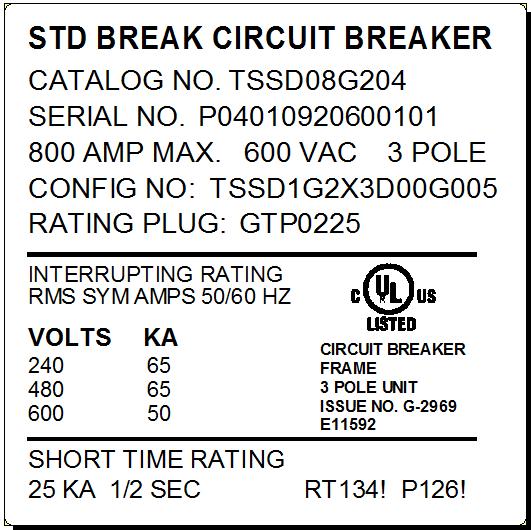 STD BREAK CIRCUIT BREAKER
CATALOG NO. TSSD08G204
SERIAL NO. P04010920600101
800 AMP MAX. 600 VAC 3 POLE
CONFIG NO: TSSD1G2X3D00G005
RATING PLUG: GTP0225
INTERRUPTING RATING
RMS SYM AMPS 50/60 HZ
VOLTS KA
240 65
480 65
600 50
C UL US
LISTED
CIRCUIT BREAKER
FRAME
3 POLE UNIT
ISSUE NO. G-2969
E11592
SHORT TIME RATING
25 KA 1/2 SEC RT134! P126!